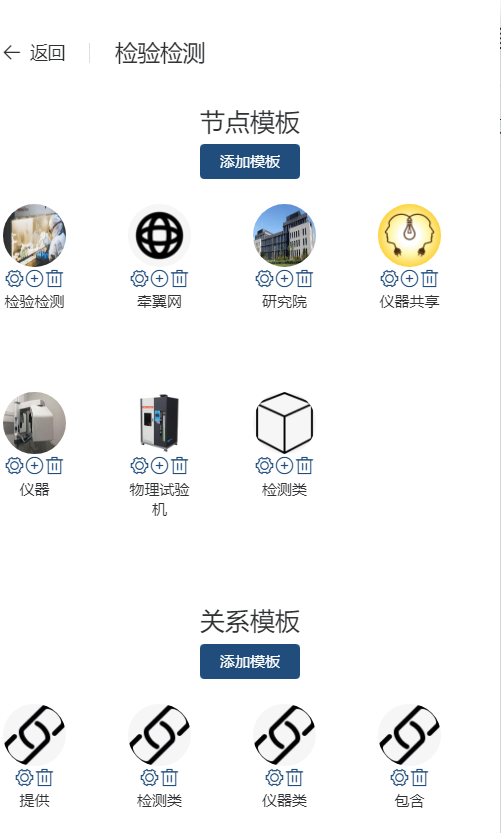 返回
检验检测
节点模板
添加模板
检验检测
牵翼网
研究院
仪器共享
仪器
物理试验
机
检测类
关系模板
添加模板
提供
检测类
仪器类
包含